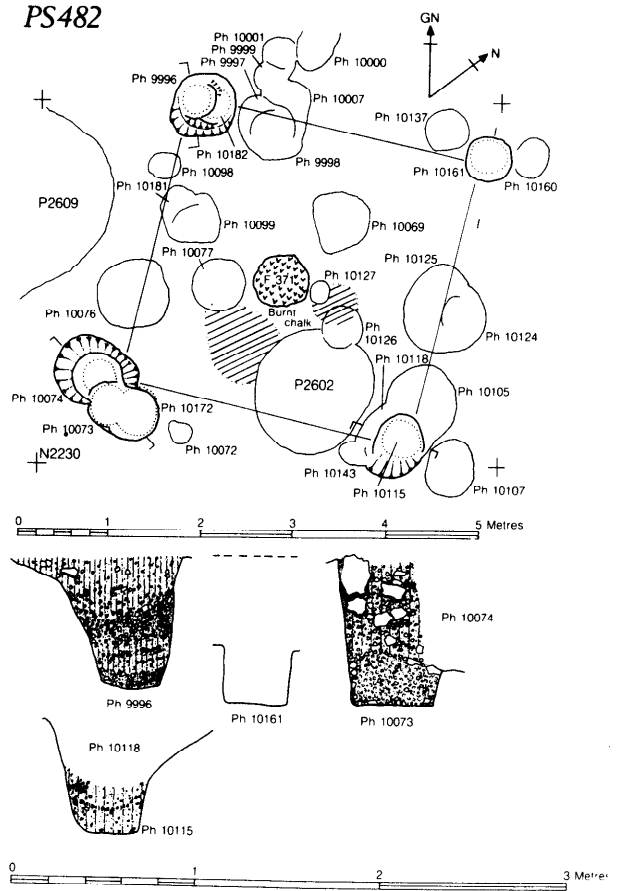 PS482
GN
N
Ph 10001
Ph 9999
Ph 9997
Ph 10000
Ph 9996
Ph 10007
Ph 10137
Ph 10182
Ph 9998
Ph 10161
Ph 10160
Ph 10098
Ph 10181
P2609
Ph 10099
Ph 10069
Ph 10077
Ph 10125
F 371
Ph 10127
Ph 10076
Burnt
chalk
Ph
10126
Ph 10124
Ph 10118
P2602
Ph 10105
Ph 10074
Ph 10172
Ph 10073
Ph 10072
N2230
Ph 10143
Ph 10115
Ph 10107
0 1 2 3 4 5 Metres
Ph 10074
Ph 9996
Ph 10161
Ph 10073
Ph 10118
Ph 10115
0 1 2 3 Metres